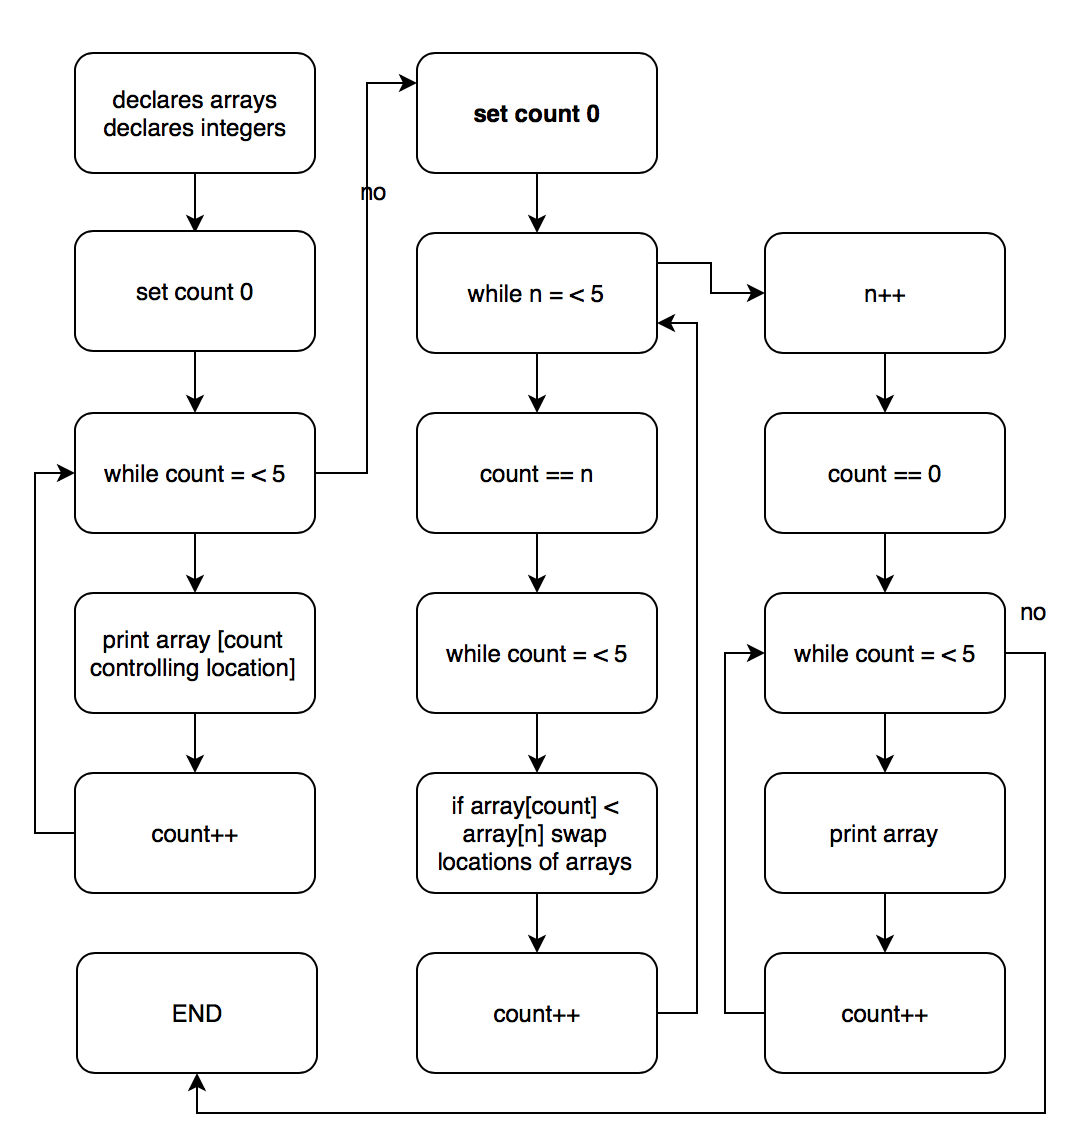 declares arrays
declares integers
set count 0
while count = < 5
print array [count
controlling location]
count++
END
no
set count 0
while n = < 5
count == n
while count = < 5
if array[count] <
array[n] swap
locations of arrays
count++
n++
count == 0
while count = < 5
no
print array
count++